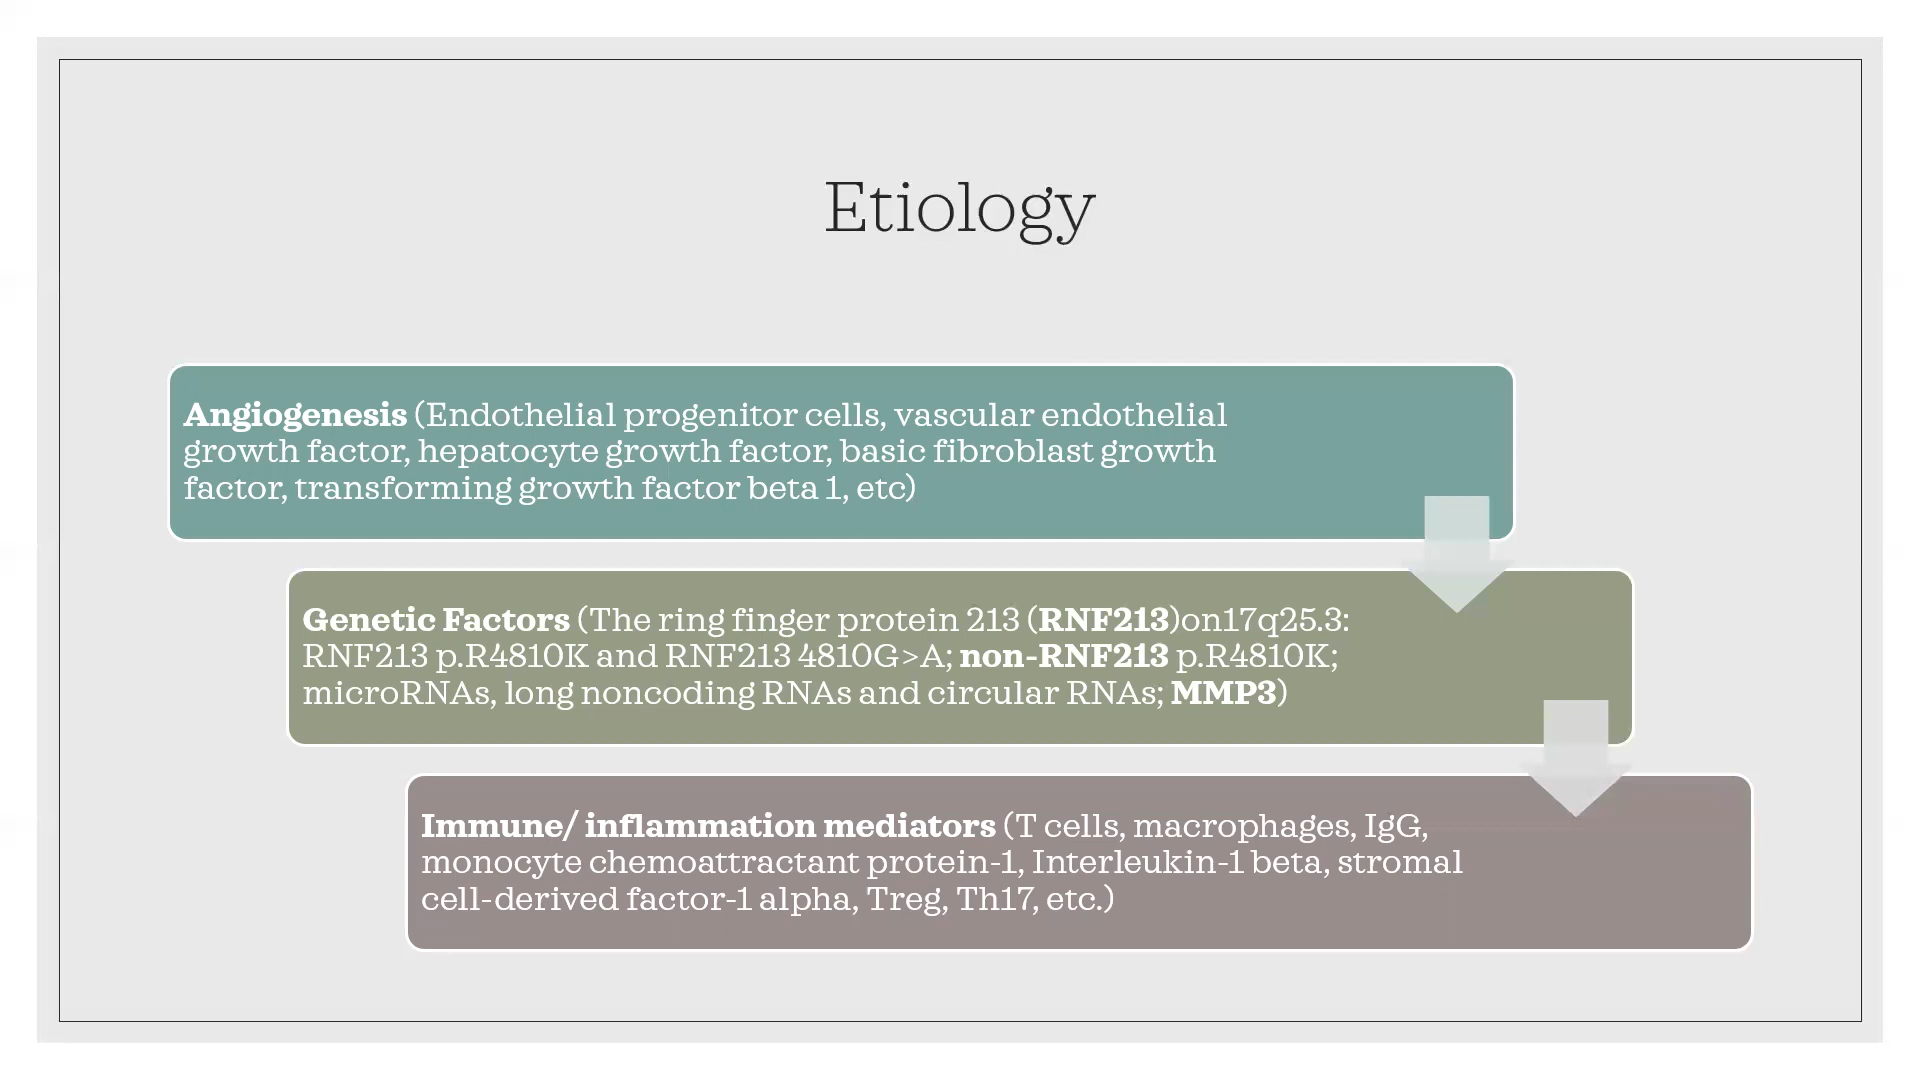 Etiology
Angiogenesis (Endothelial progenitor cells, vascular endothelial
growth factor, hepatocyte growth factor, basic fibroblast growth
factor, transforming growth factor beta 1, etc)
Genetic Factors (The ring finger protein 213 (RNF213)on17q25.3:
RNF213 p.R4810K and RNF213 4810G>A; non-RNF213 p.R4810K;
microRNAs, long noncoding RNAs and circular RNAs; MMP3)
Immune/ inflammation mediators (T cells, macrophages, IgG,
monocyte chemoattractant protein-1, Interleukin-1 beta, stromal
cell-derived factor-1 alpha, Treg, Th17, etc.)